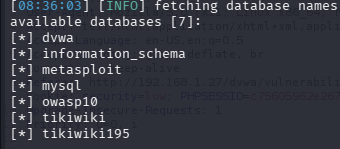 [08:36:03] [INFO] fetching database names
available databases [7]:
[*] dvwa
[*] information_schema
[*] metasploit
[*] mysql
[*] owasp10
[*] tikiwiki
[*] tikiwiki195